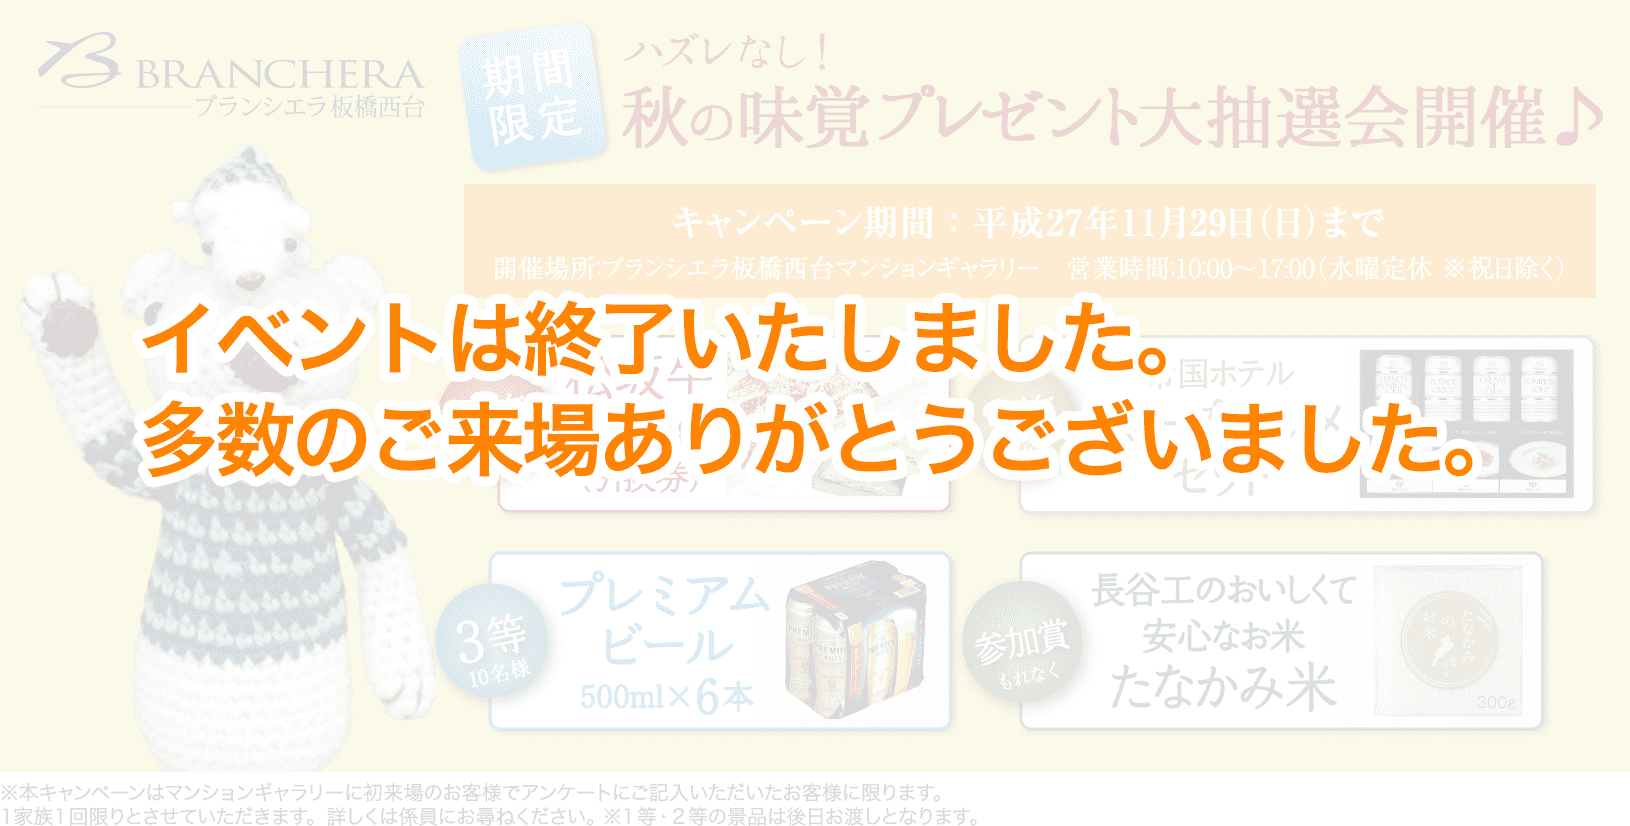 BRANCHERA
ブランシエラ板橋西台
期間
限定
ハズレなし！
秋の味覚プレゼント大抽選会開催♪
キャンペーン期間：平成27年11月29日（日）まで
開催場所:ブランシエラ板橋西台マンションギャラリー　営業時間:10:00〜17:00（水曜定休 ※祝日除く）
イベントは終了いたしました。
多数のご来場ありがとうございました。
松阪牛
国ホテル
セット
3等
10名様
プレミアム
ビール
500ml×6本
参加賞
もれなく
長谷工のおいしくて
安心なお米
たなかみ米
たなかみ
のお米
300g
※本キャンペーンはマンションギャラリーに初来場のお客様でアンケートにご記入いただいたお客様に限ります。
1家族1回限りとさせていただきます。詳しくは係員にお尋ねください。※1等・2等の景品は後日お渡しとなります。